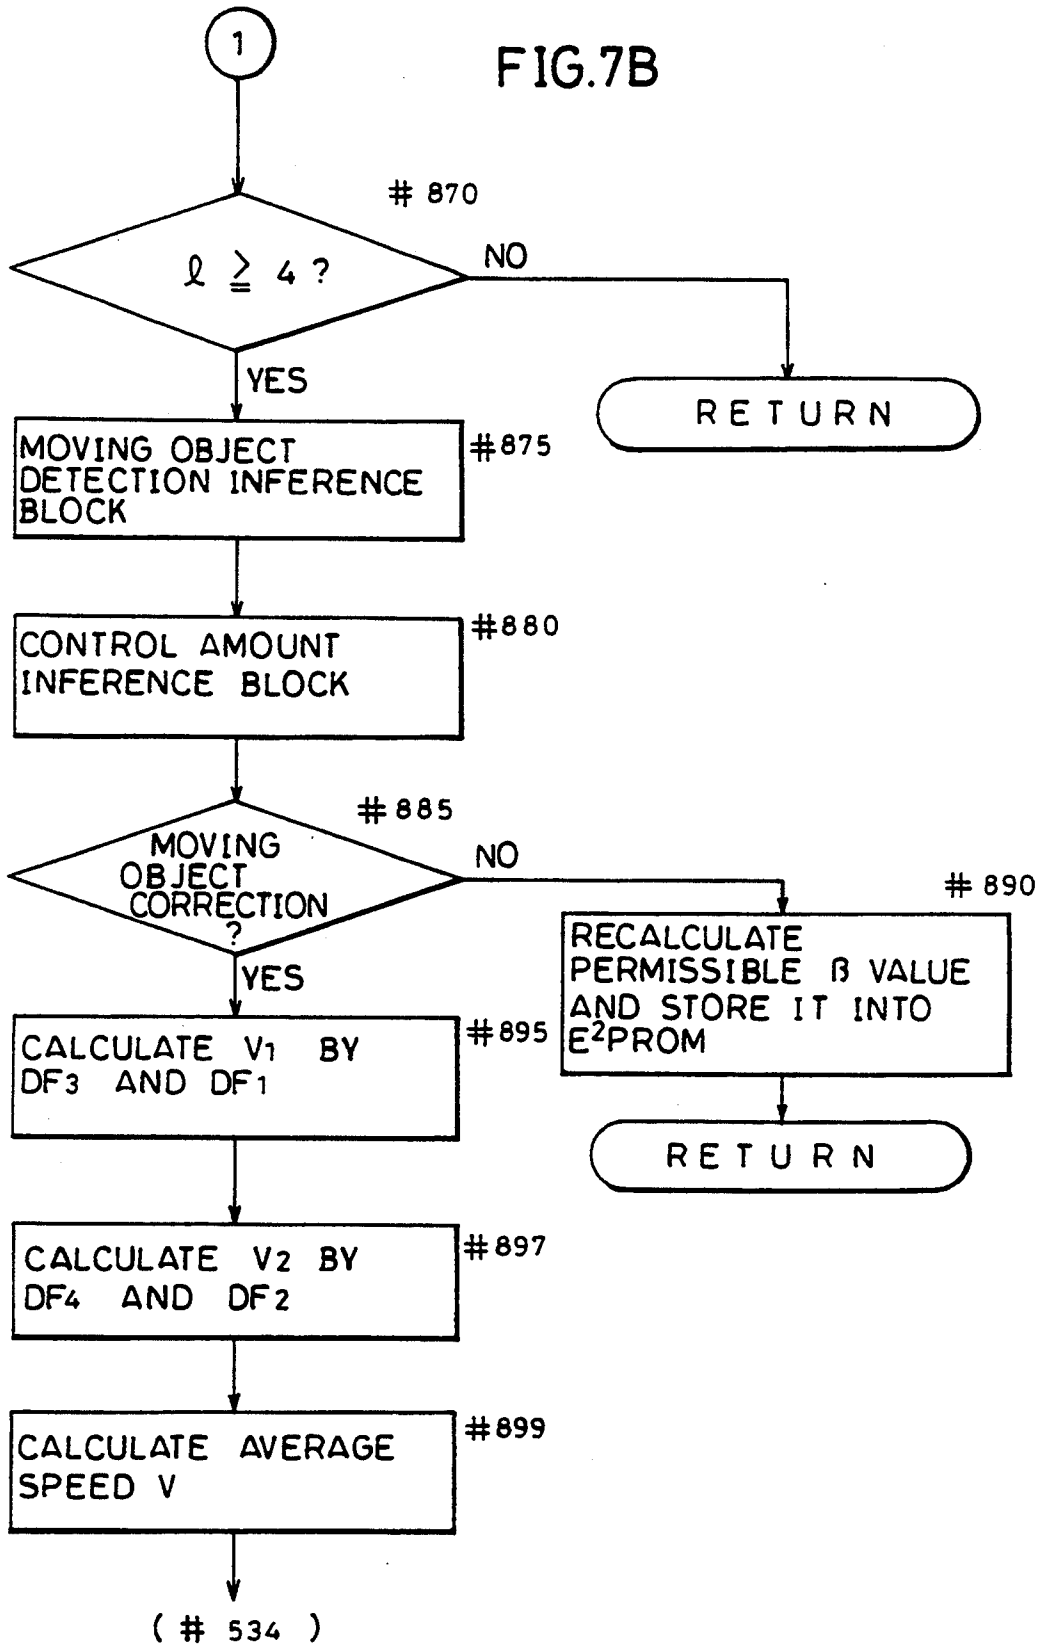 1
FIG.7B
# 870
ℓ ≧ 4 ?
NO
YES
RETURN
MOVING OBJECT
DETECTION INFERENCE
BLOCK
#875
CONTROL AMOUNT
INFERENCE BLOCK
#880
# 885
MOVING
OBJECT
CORRECTION
?
NO
YES
# 890
RECALCULATE
PERMISSIBLE β VALUE
AND STORE IT INTO
E²PROM
RETURN
CALCULATE V1 BY
DF3 AND DF1
#895
CALCULATE V2 BY
DF4 AND DF2
#897
CALCULATE AVERAGE
SPEED V
#899
( # 534 )